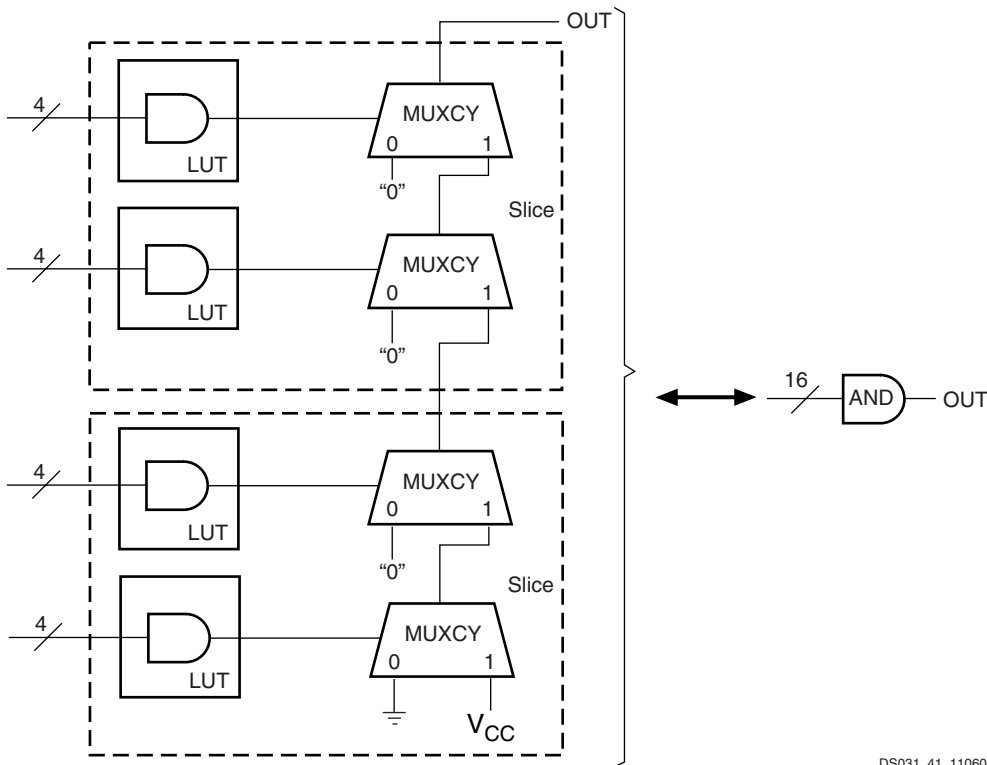 OUT
4
LUT
MUXCY
0 1
“0”
Slice
4
LUT
MUXCY
0 1
“0”
16
AND
OUT
4
LUT
MUXCY
0 1
“0”
Slice
4
LUT
MUXCY
0 1
VCC
DS031_41_11060